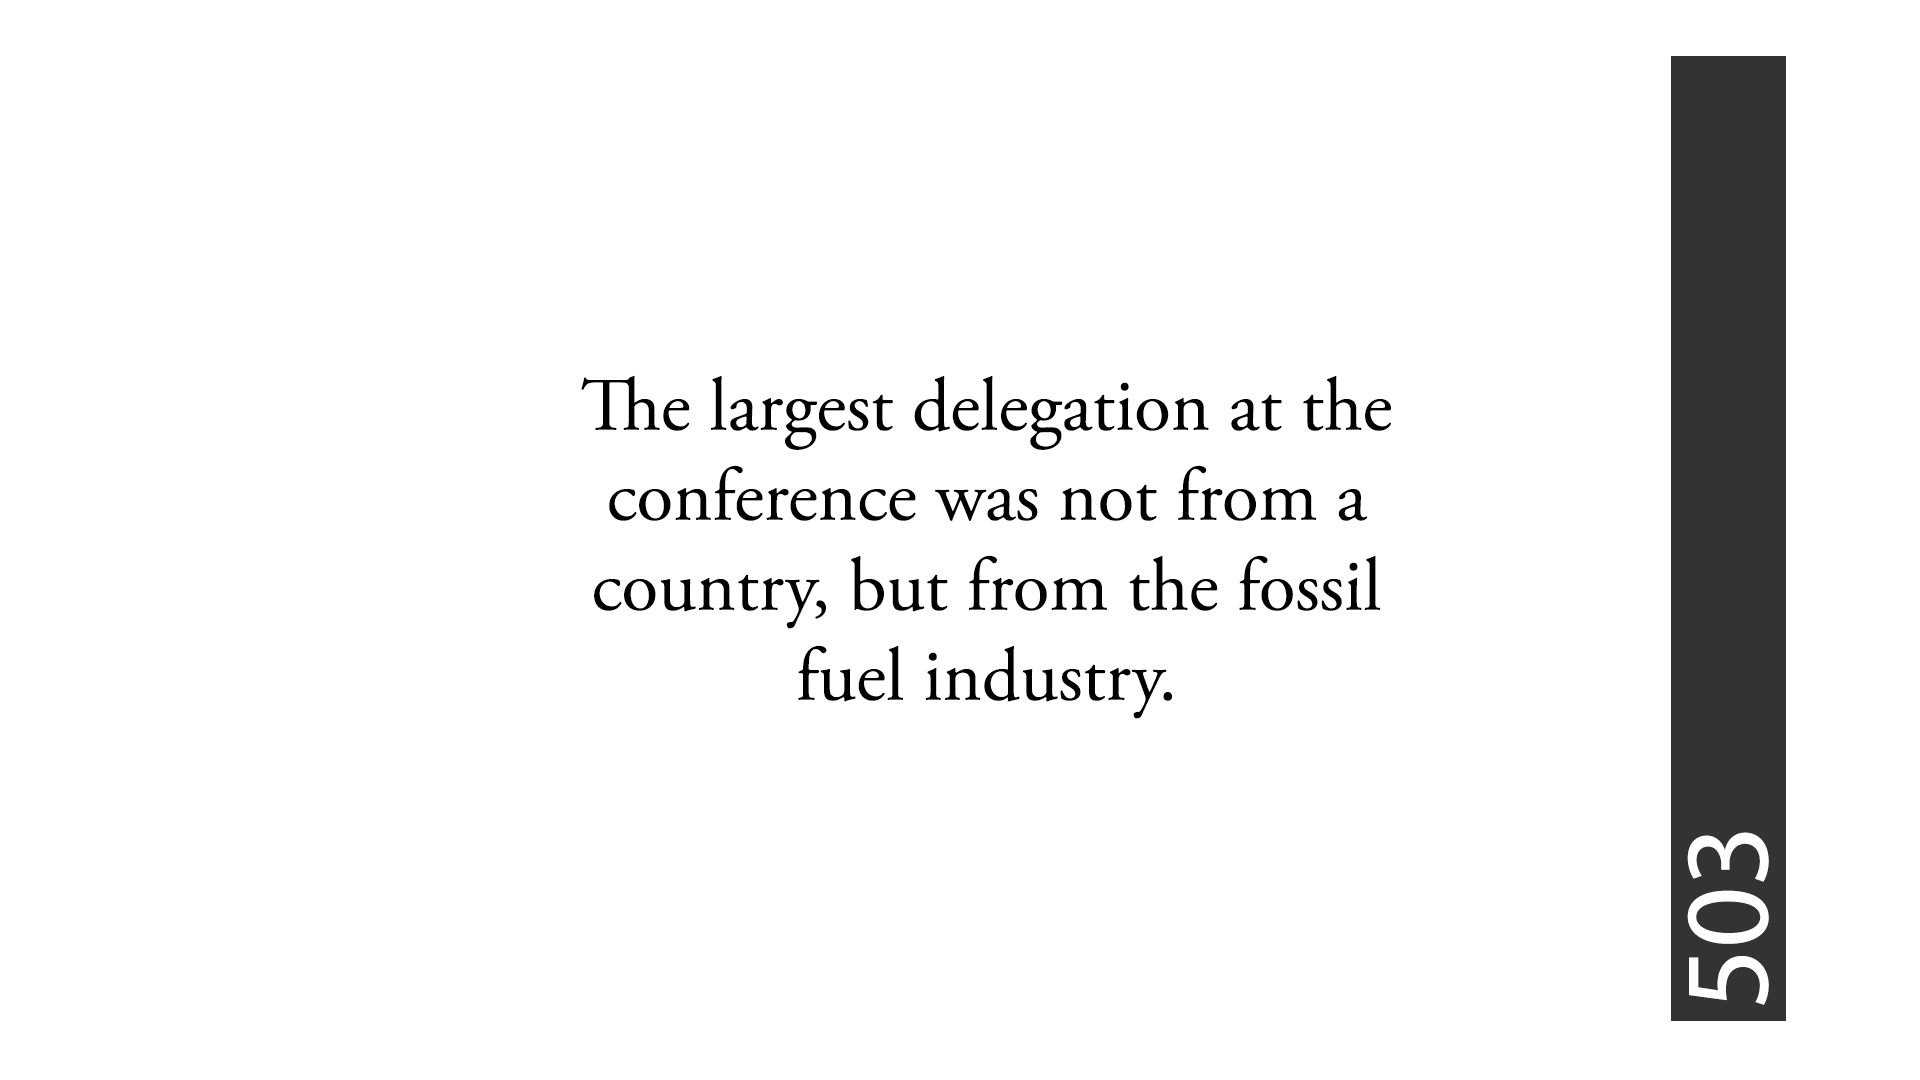 The largest delegation at the
conference was not from a
country, but from the fossil
fuel industry.
503